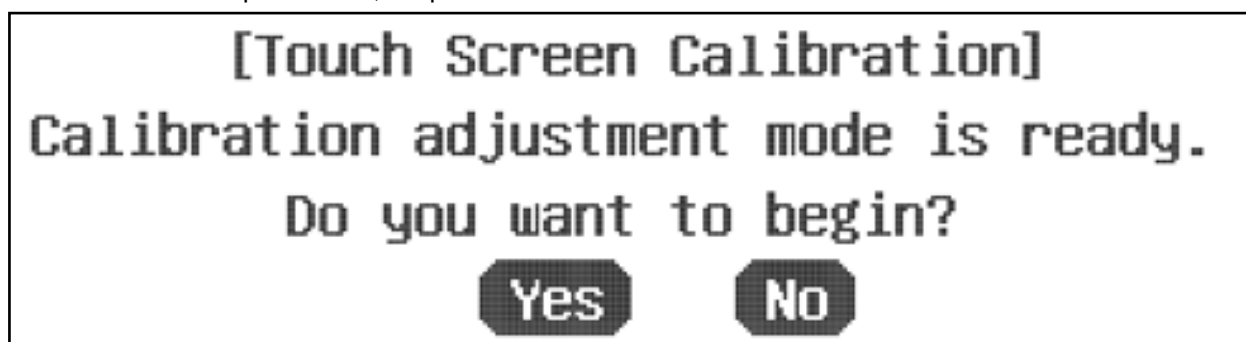 [Touch Screen Calibration]
Calibration adjustment mode is ready.
Do you want to begin?
Yes No